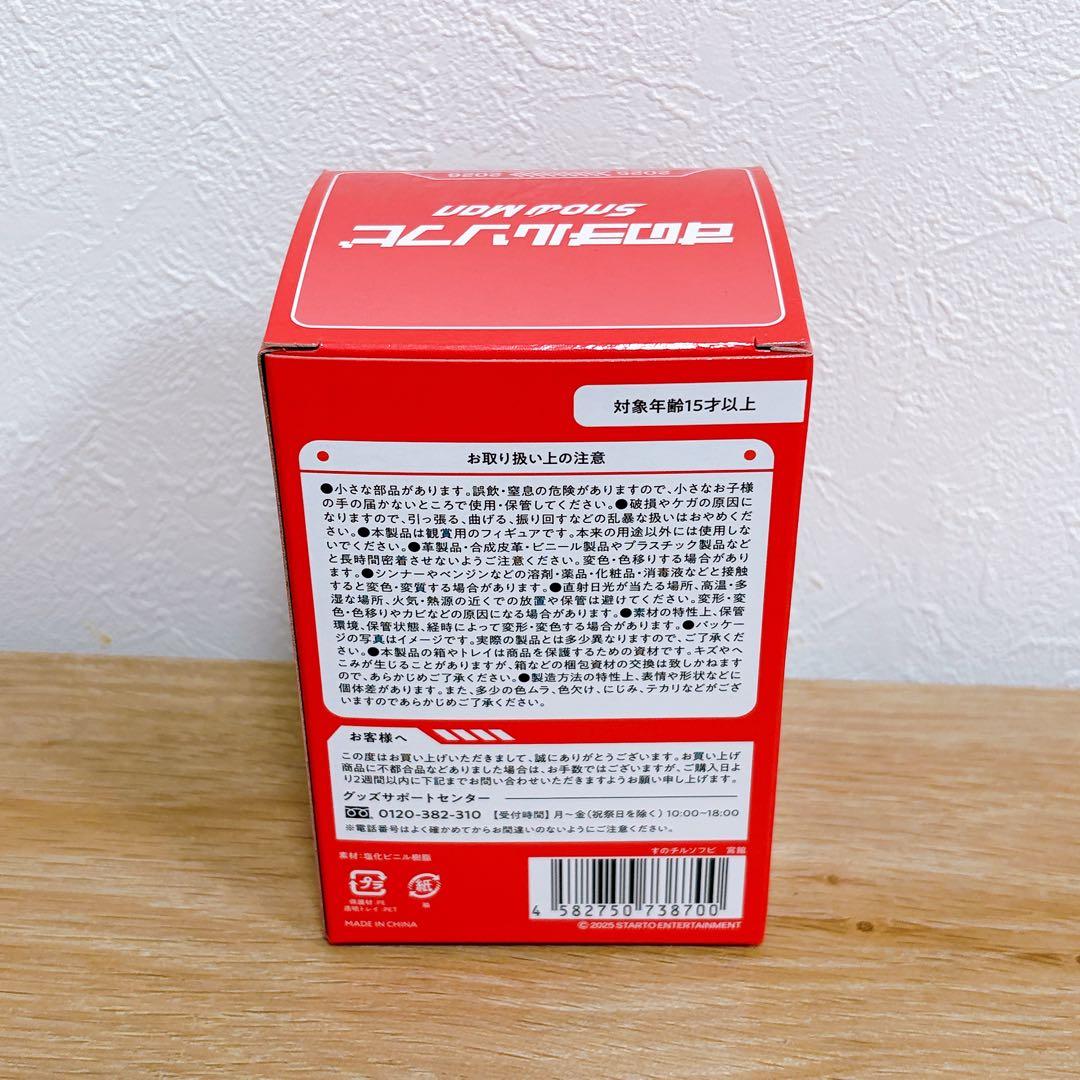 2025 2026
Snow Man
すのチルソフビ
対象年齢15才以上
お取り扱い上の注意
●小さな部品があります。誤飲・窒息の危険がありますので、小さなお子様
の手の届かないところで使用・保管してください。●破損やケガの原因に
なりますので、引っ張る、曲げる、振り回すなどの乱暴な扱いはおやめくだ
さい。●本製品は観賞用のフィギュアです。本来の用途以外には使用しな
いでください。●革製品・合成皮革・ビニール製品やプラスチック製品など
と長時間密着させないようご注意ください。変色・色移りする場合があり
ます。●シンナーやベンジンなどの溶剤・薬品・化粧品・消毒液などと接触
すると変色・変質する場合があります。●直射日光が当たる場所、高温・多
湿な場所、火気・熱源の近くでの放置や保管は避けてください。変形・変
色・色移りやカビなどの原因になる場合があります。●素材の特性上、保管
環境、保管状態、経時によって変形・変色する場合があります。●パッケー
ジの写真はイメージです。実際の製品とは多少異なりますので、ご了承くだ
さい。●本製品の箱やトレイは商品を保護するための資材です。キズやへ
こみが生じることがありますが、箱などの梱包資材の交換は致しかねます
ので、あらかじめご了承ください。●製造方法の特性上、表情や形状などに
個体差があります。また、多少の色ムラ、色欠け、にじみ、テカリなどがござ
いますのであらかじめご了承ください。
お客様へ
この度はお買い上げいただきまして、誠にありがとうございます。お買い上げ
商品に不都合品などありました場合は、お手数ではございますが、ご購入日よ
り2週間以内に下記までお問い合わせいただきますようお願い申し上げます。
グッズサポートセンター
0120-382-310 【受付時間】月～金(祝祭日を除く)10:00~18:00
※電話番号はよく確かめてからお間違いのないようにご注意ください。
すのチルソフビ 宮舘
素材:塩化ビニル樹脂
プラ 紙
保護材:PE 箱
透明トレイ:PET
4 582750 738700
MADE IN CHINA
© 2025 STARTO ENTERTAINMENT